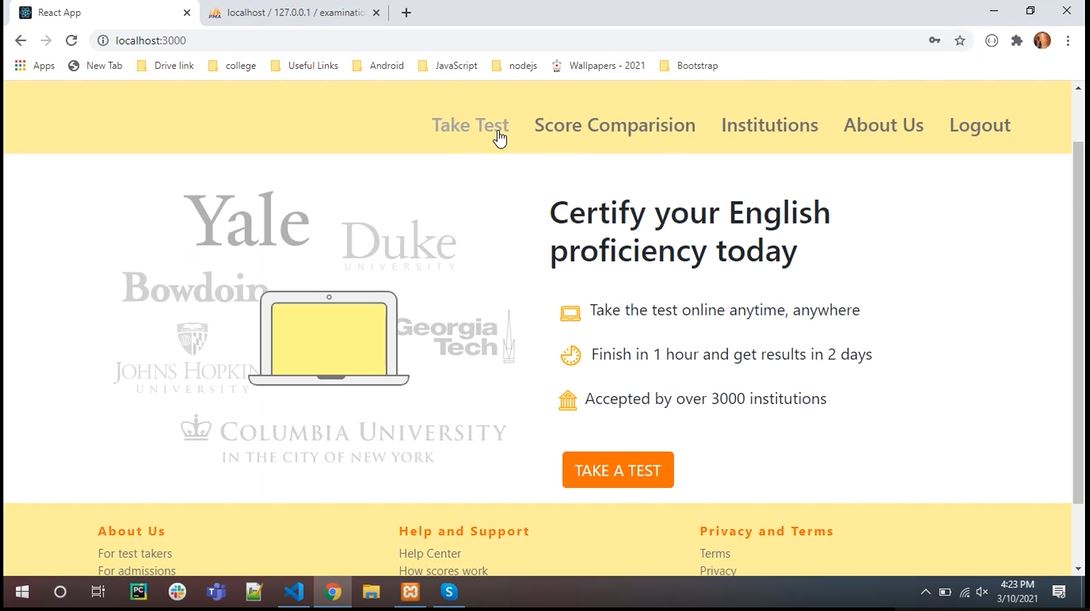 React App
localhost / 127.0.0.1 / examinatio
localhost:3000
Apps
New Tab
Drive link
college
Useful Links
Android
JavaScript
nodejs
Wallpapers - 2021
Bootstrap
Take Test
Score Comparision
Institutions
About Us
Logout
Yale
Duke
UNIVERSITY
Bowdoin
Georgia
Tech
JOHNS HOPKIN
UNIVERSITY
COLUMBIA UNIVERSITY
IN THE CITY OF NEW YORK
Certify your English
proficiency today
Take the test online anytime, anywhere
Finish in 1 hour and get results in 2 days
Accepted by over 3000 institutions
TAKE A TEST
About Us
For test takers
For admissions
Help and Support
Help Center
How scores work
Privacy and Terms
Terms
Privacy
4:23 PM
3/10/2021